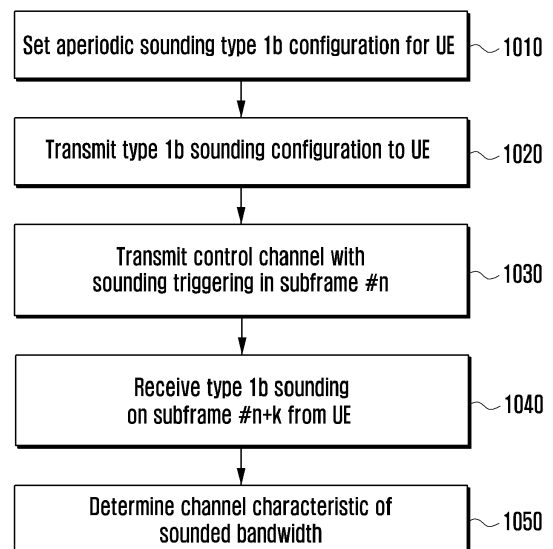 Set aperiodic sounding type 1b configuration for UE
1010
Transmit type 1b sounding configuration to UE
1020
Transmit control channel with
sounding triggering in subframe #n
1030
Receive type 1b sounding
on subframe #n+k from UE
1040
Determine channel characteristic of
sounded bandwidth
1050